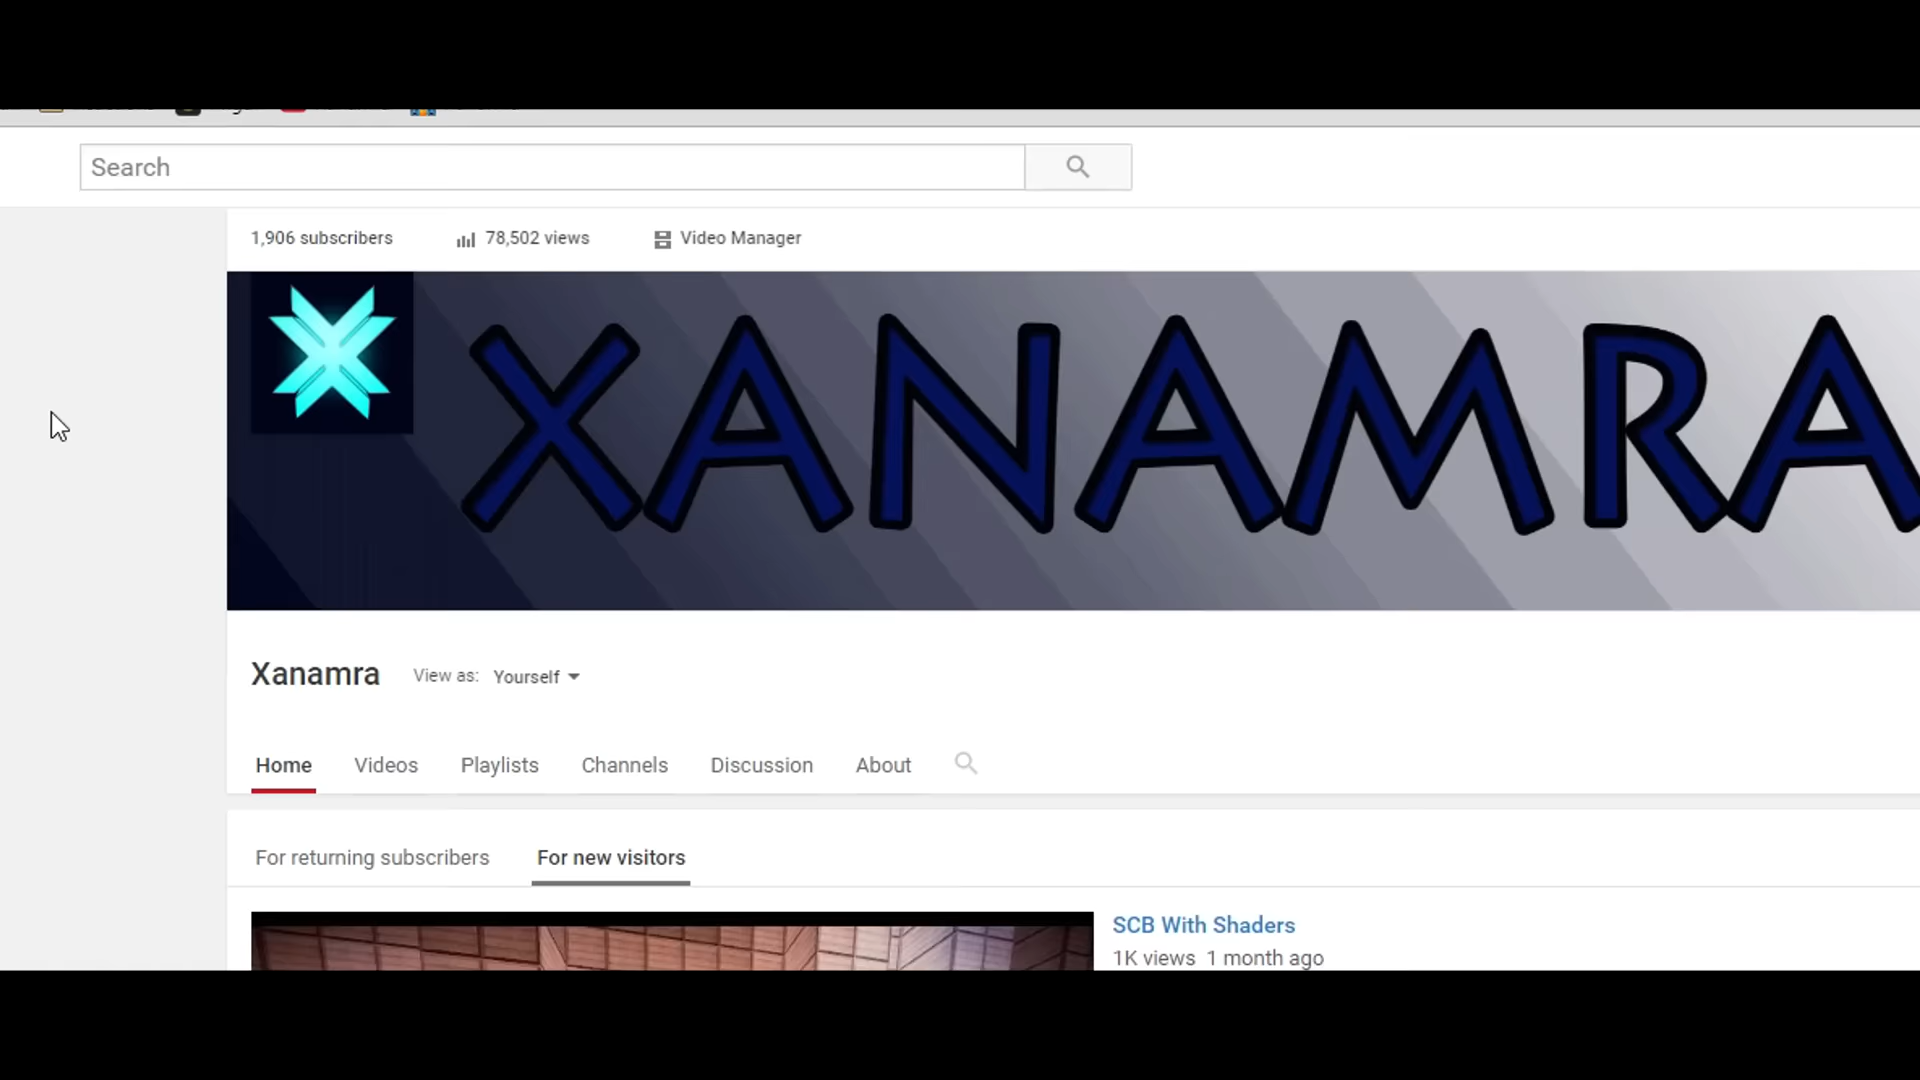 Search
1,906 subscribers 78,502 views Video Manager
XANAMRA
Xanamra View as: Yourself
Home Videos Playlists Channels Discussion About
For returning subscribers For new visitors
SCB With Shaders
1K views 1 month ago